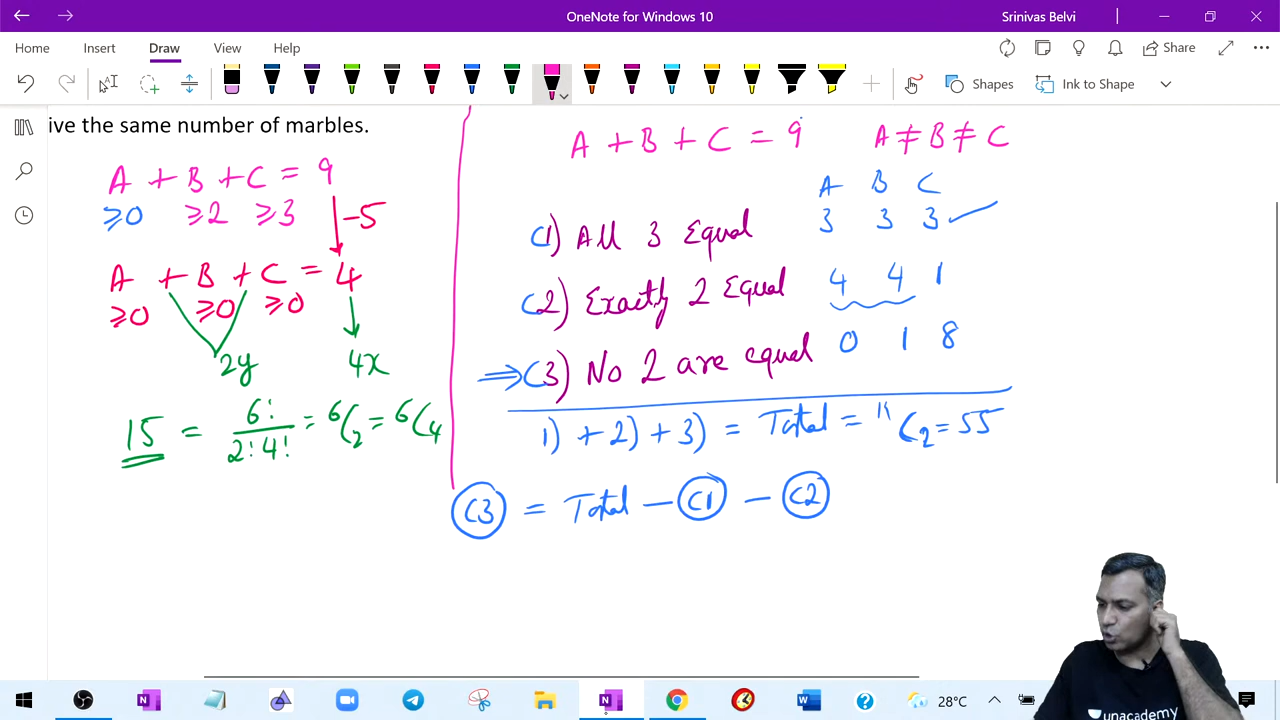 OneNote for Windows 10
Srinivas Belvi
Home Insert Draw View Help
Share
Shapes
Ink to Shape
ive the same number of marbles.
A + B + C = 9
≥0 ≥2 ≥3
-5
A + B + C = 4
≥0 ≥0 ≥0
2y 4x
15 = 6! / 2! 4! = ⁶C₂ = ⁶C₄
A + B + C = 9 A ≠ B ≠ C
A B C
C1) All 3 Equal 3 3 3 ✓
C2) Exactly 2 Equal 4 4 1
⇒ C3) No 2 are equal 0 1 8
1) + 2) + 3) = Total = ¹¹C₂ = 55
C3 = Total - C1 - C2
unacademy
28°C